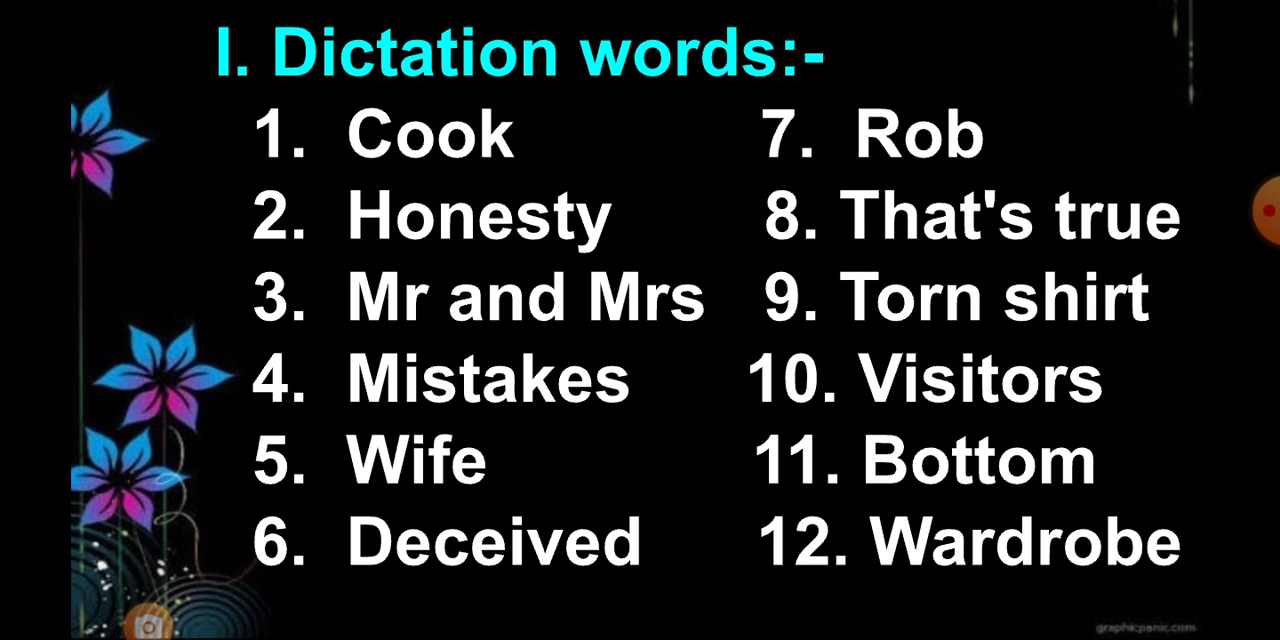 I. Dictation words:-
1. Cook
2. Honesty
3. Mr and Mrs
4. Mistakes
5. Wife
6. Deceived
7. Rob
8. That's true
9. Torn shirt
10. Visitors
11. Bottom
12. Wardrobe
graphicpanic.com